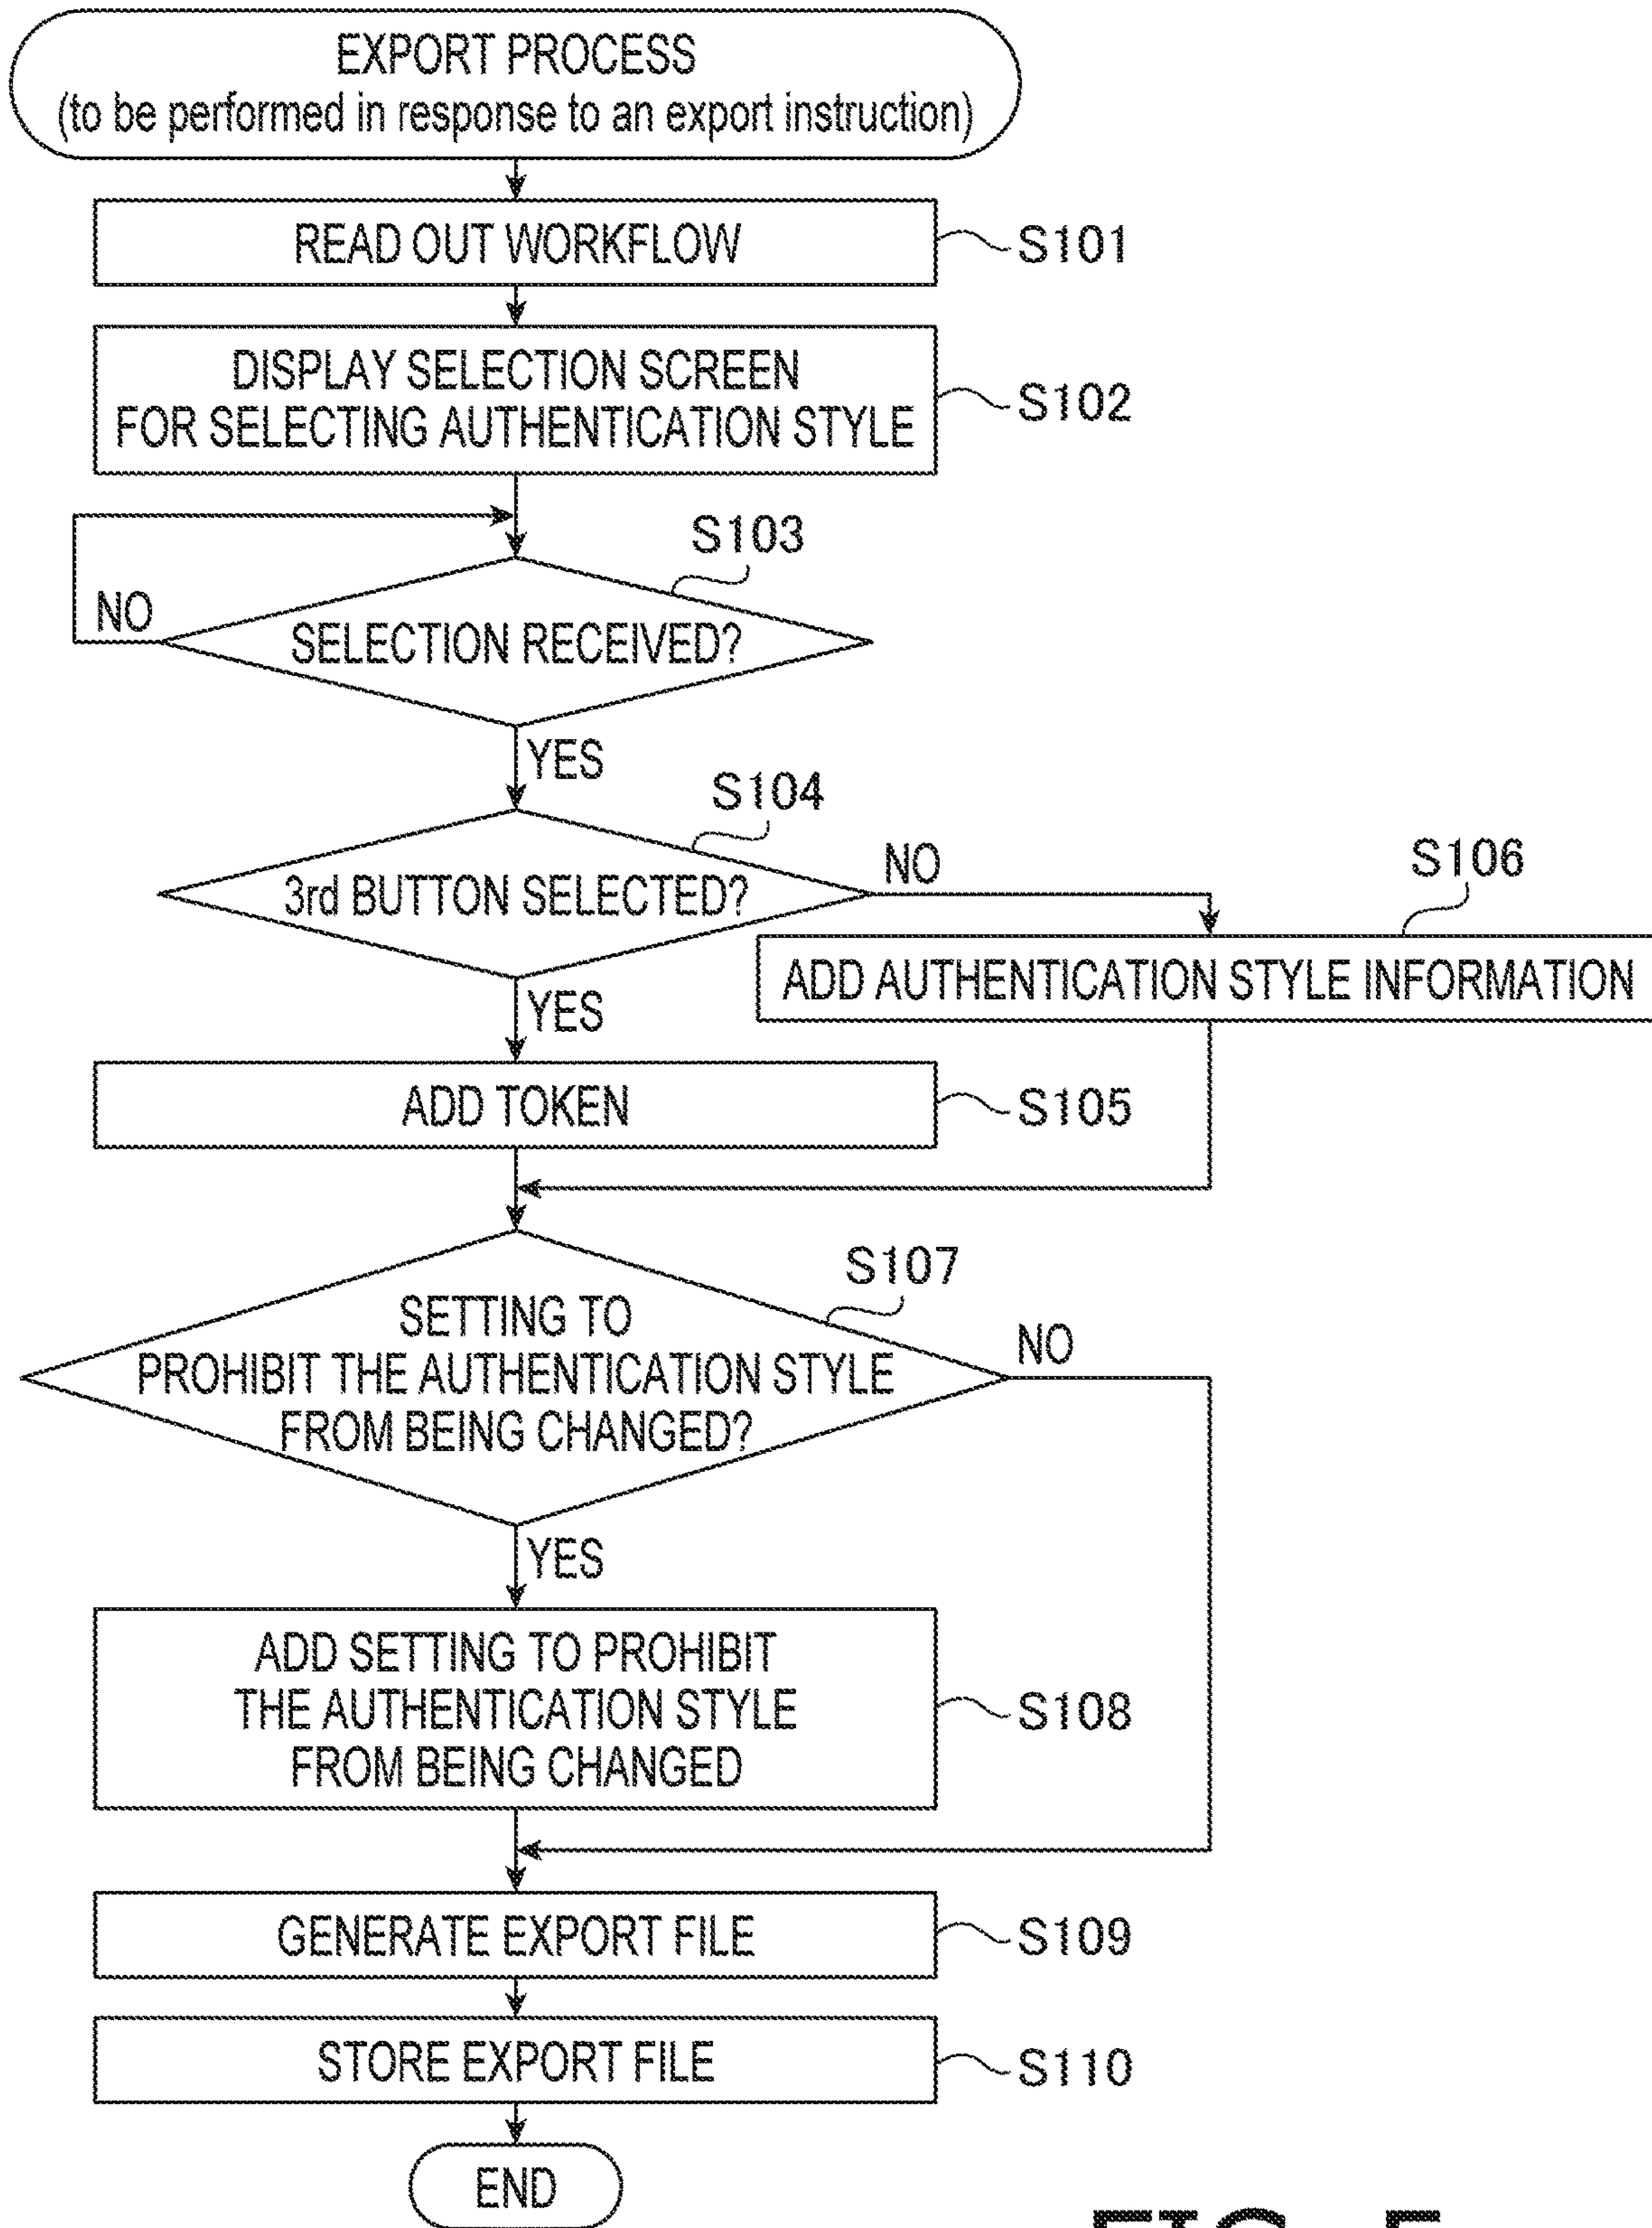 EXPORT PROCESS
(to be performed in response to an export instruction)
READ OUT WORKFLOW
S101
DISPLAY SELECTION SCREEN
FOR SELECTING AUTHENTICATION STYLE
S102
S103
NO
SELECTION RECEIVED?
YES
S104
3rd BUTTON SELECTED?
NO
S106
ADD AUTHENTICATION STYLE INFORMATION
YES
ADD TOKEN
S105
S107
SETTING TO
PROHIBIT THE AUTHENTICATION STYLE
FROM BEING CHANGED?
NO
YES
ADD SETTING TO PROHIBIT
THE AUTHENTICATION STYLE
FROM BEING CHANGED
S108
GENERATE EXPORT FILE
S109
STORE EXPORT FILE
S110
END